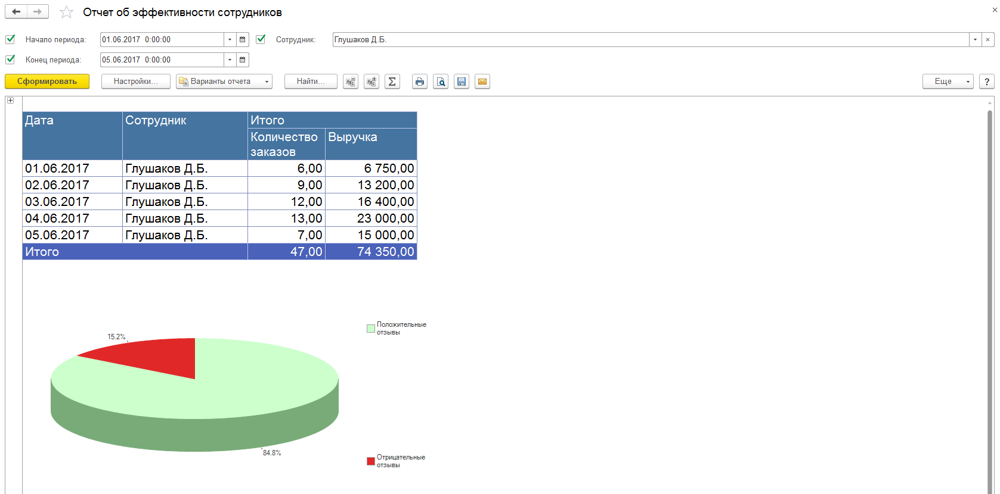 Отчет об эффективности сотрудников
Начало периода: 01.06.2017 0:00:00 Сотрудник: Глушаков Д.Б.
Конец периода: 05.06.2017 0:00:00
Сформировать Настройки... Варианты отчета Найти... Еще ?
Дата Сотрудник Итого
Количество заказов Выручка
01.06.2017 Глушаков Д.Б. 6,00 6 750,00
02.06.2017 Глушаков Д.Б. 9,00 13 200,00
03.06.2017 Глушаков Д.Б. 12,00 16 400,00
04.06.2017 Глушаков Д.Б. 13,00 23 000,00
05.06.2017 Глушаков Д.Б. 7,00 15 000,00
Итого 47,00 74 350,00
Положительные
отзывы
15.2%
84.8%
Отрицательные
отзывы